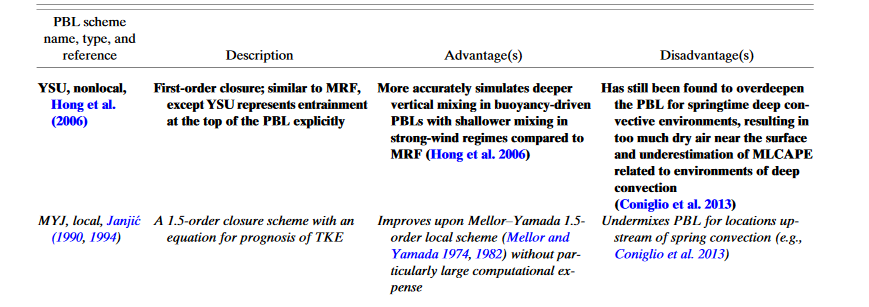 PBL scheme
name, type, and
reference
Description
Advantage(s)
Disadvantage(s)
YSU, nonlocal,
Hong et al.
(2006)
First-order closure; similar to MRF,
except YSU represents entrainment
at the top of the PBL explicitly
More accurately simulates deeper
vertical mixing in buoyancy-driven
PBLs with shallower mixing in
strong-wind regimes compared to
MRF (Hong et al. 2006)
Has still been found to overdeepen
the PBL for springtime deep con-
vective environments, resulting in
too much dry air near the surface
and underestimation of MLCAPE
related to environments of deep
convection
(Coniglio et al. 2013)
MYJ, local, Janjić
(1990, 1994)
A 1.5-order closure scheme with an
equation for prognosis of TKE
Improves upon Mellor–Yamada 1.5-
order local scheme (Mellor and
Yamada 1974, 1982) without par-
ticularly large computational ex-
pense
Undermixes PBL for locations up-
stream of spring convection (e.g.,
Coniglio et al. 2013)